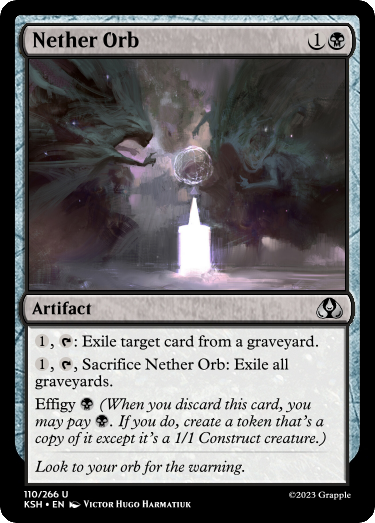 Nether Orb 1
Artifact
1, : Exile target card from a graveyard.
1, , Sacrifice Nether Orb: Exile all
graveyards.
Effigy (When you discard this card, you
may pay . If you do, create a token that's a
copy of it except it's a 1/1 Construct creature.)
Look to your orb for the warning.
110/266 U
KSH • EN Victor Hugo Harmatiuk
©2023 Grapple